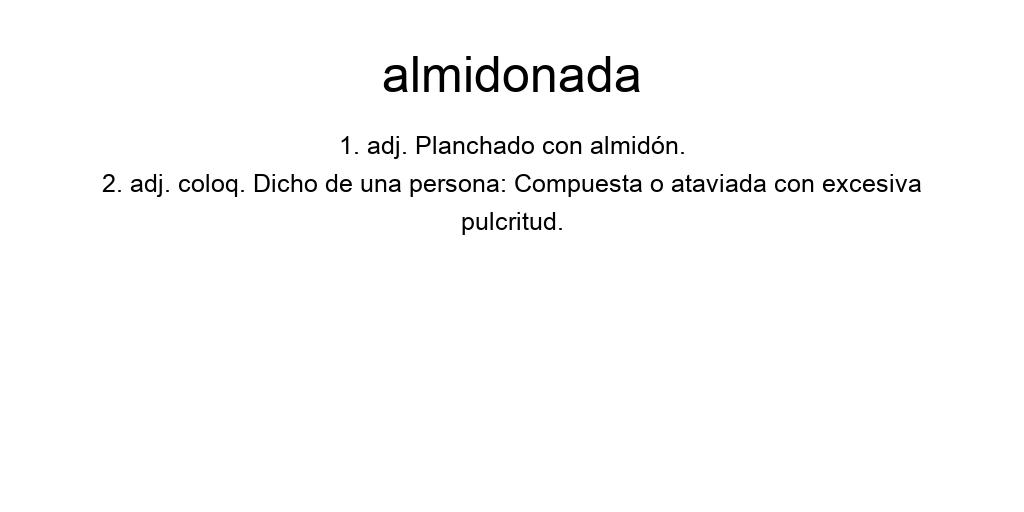 almidonada
1. adj. Planchado con almidón.
2. adj. coloq. Dicho de una persona: Compuesta o ataviada con excesiva
pulcritud.